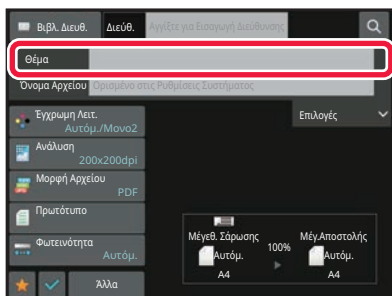 Βιβλ. Διευθ. Διεύθ. Αγγίξτε για Εισαγωγή Διεύθυνσης
Θέμα
Όνομα Αρχείου Ορισμένο στις Ρυθμίσεις Συστήματος
Έγχρωμη Λειτ.
Αυτόμ./Μονο2
Επιλογές
Ανάλυση
200x200dpi
Μορφή Αρχείου
PDF
Πρωτότυπο
Φωτεινότητα
Αυτόμ.
Άλλα
Μέγεθ. Σάρωσης 100% Μέγ.Αποστολής
Αυτόμ. Αυτόμ.
A4 A4